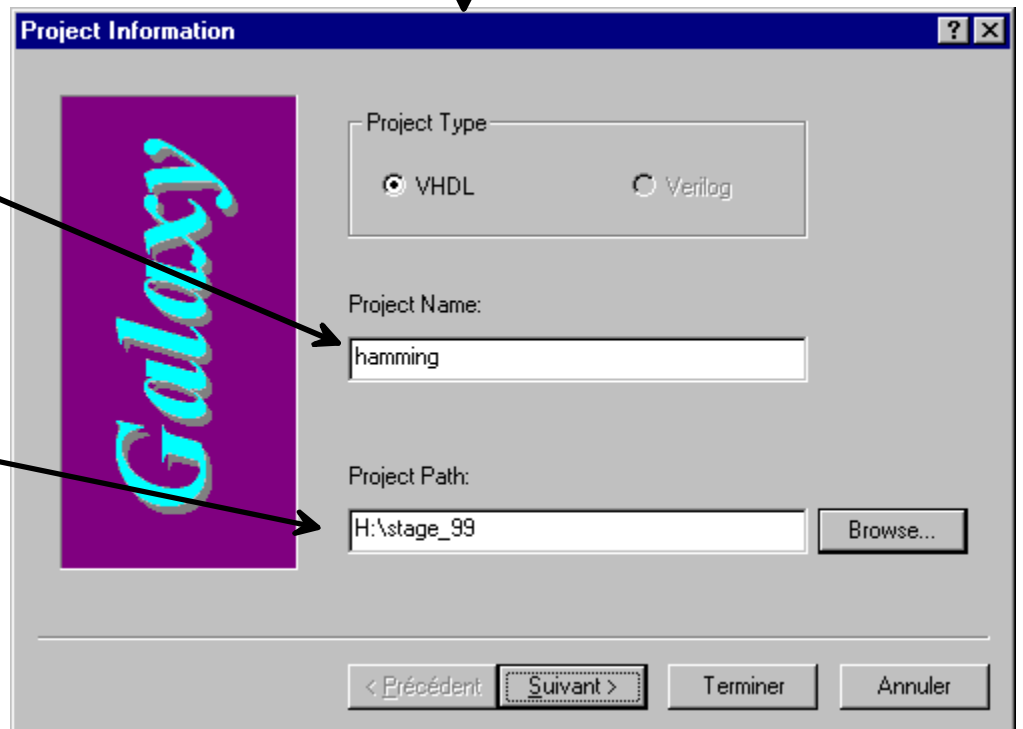 Project Information
Galaxy
Project Type
VHDL
Verilog
Project Name:
hamming
Project Path:
H:\stage_99
Browse...
< Précédent
Suivant >
Terminer
Annuler